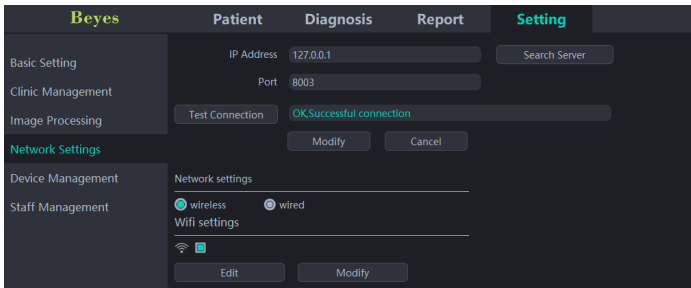 Beyes
Patient
Diagnosis
Report
Setting
Basic Setting
Clinic Management
Image Processing
Network Settings
Device Management
Staff Management
IP Address 127.0.0.1 Search Server
Port 8003
Test Connection OK,Successful connection
Modify Cancel
Network settings
wireless wired
Wifi settings
Edit Modify